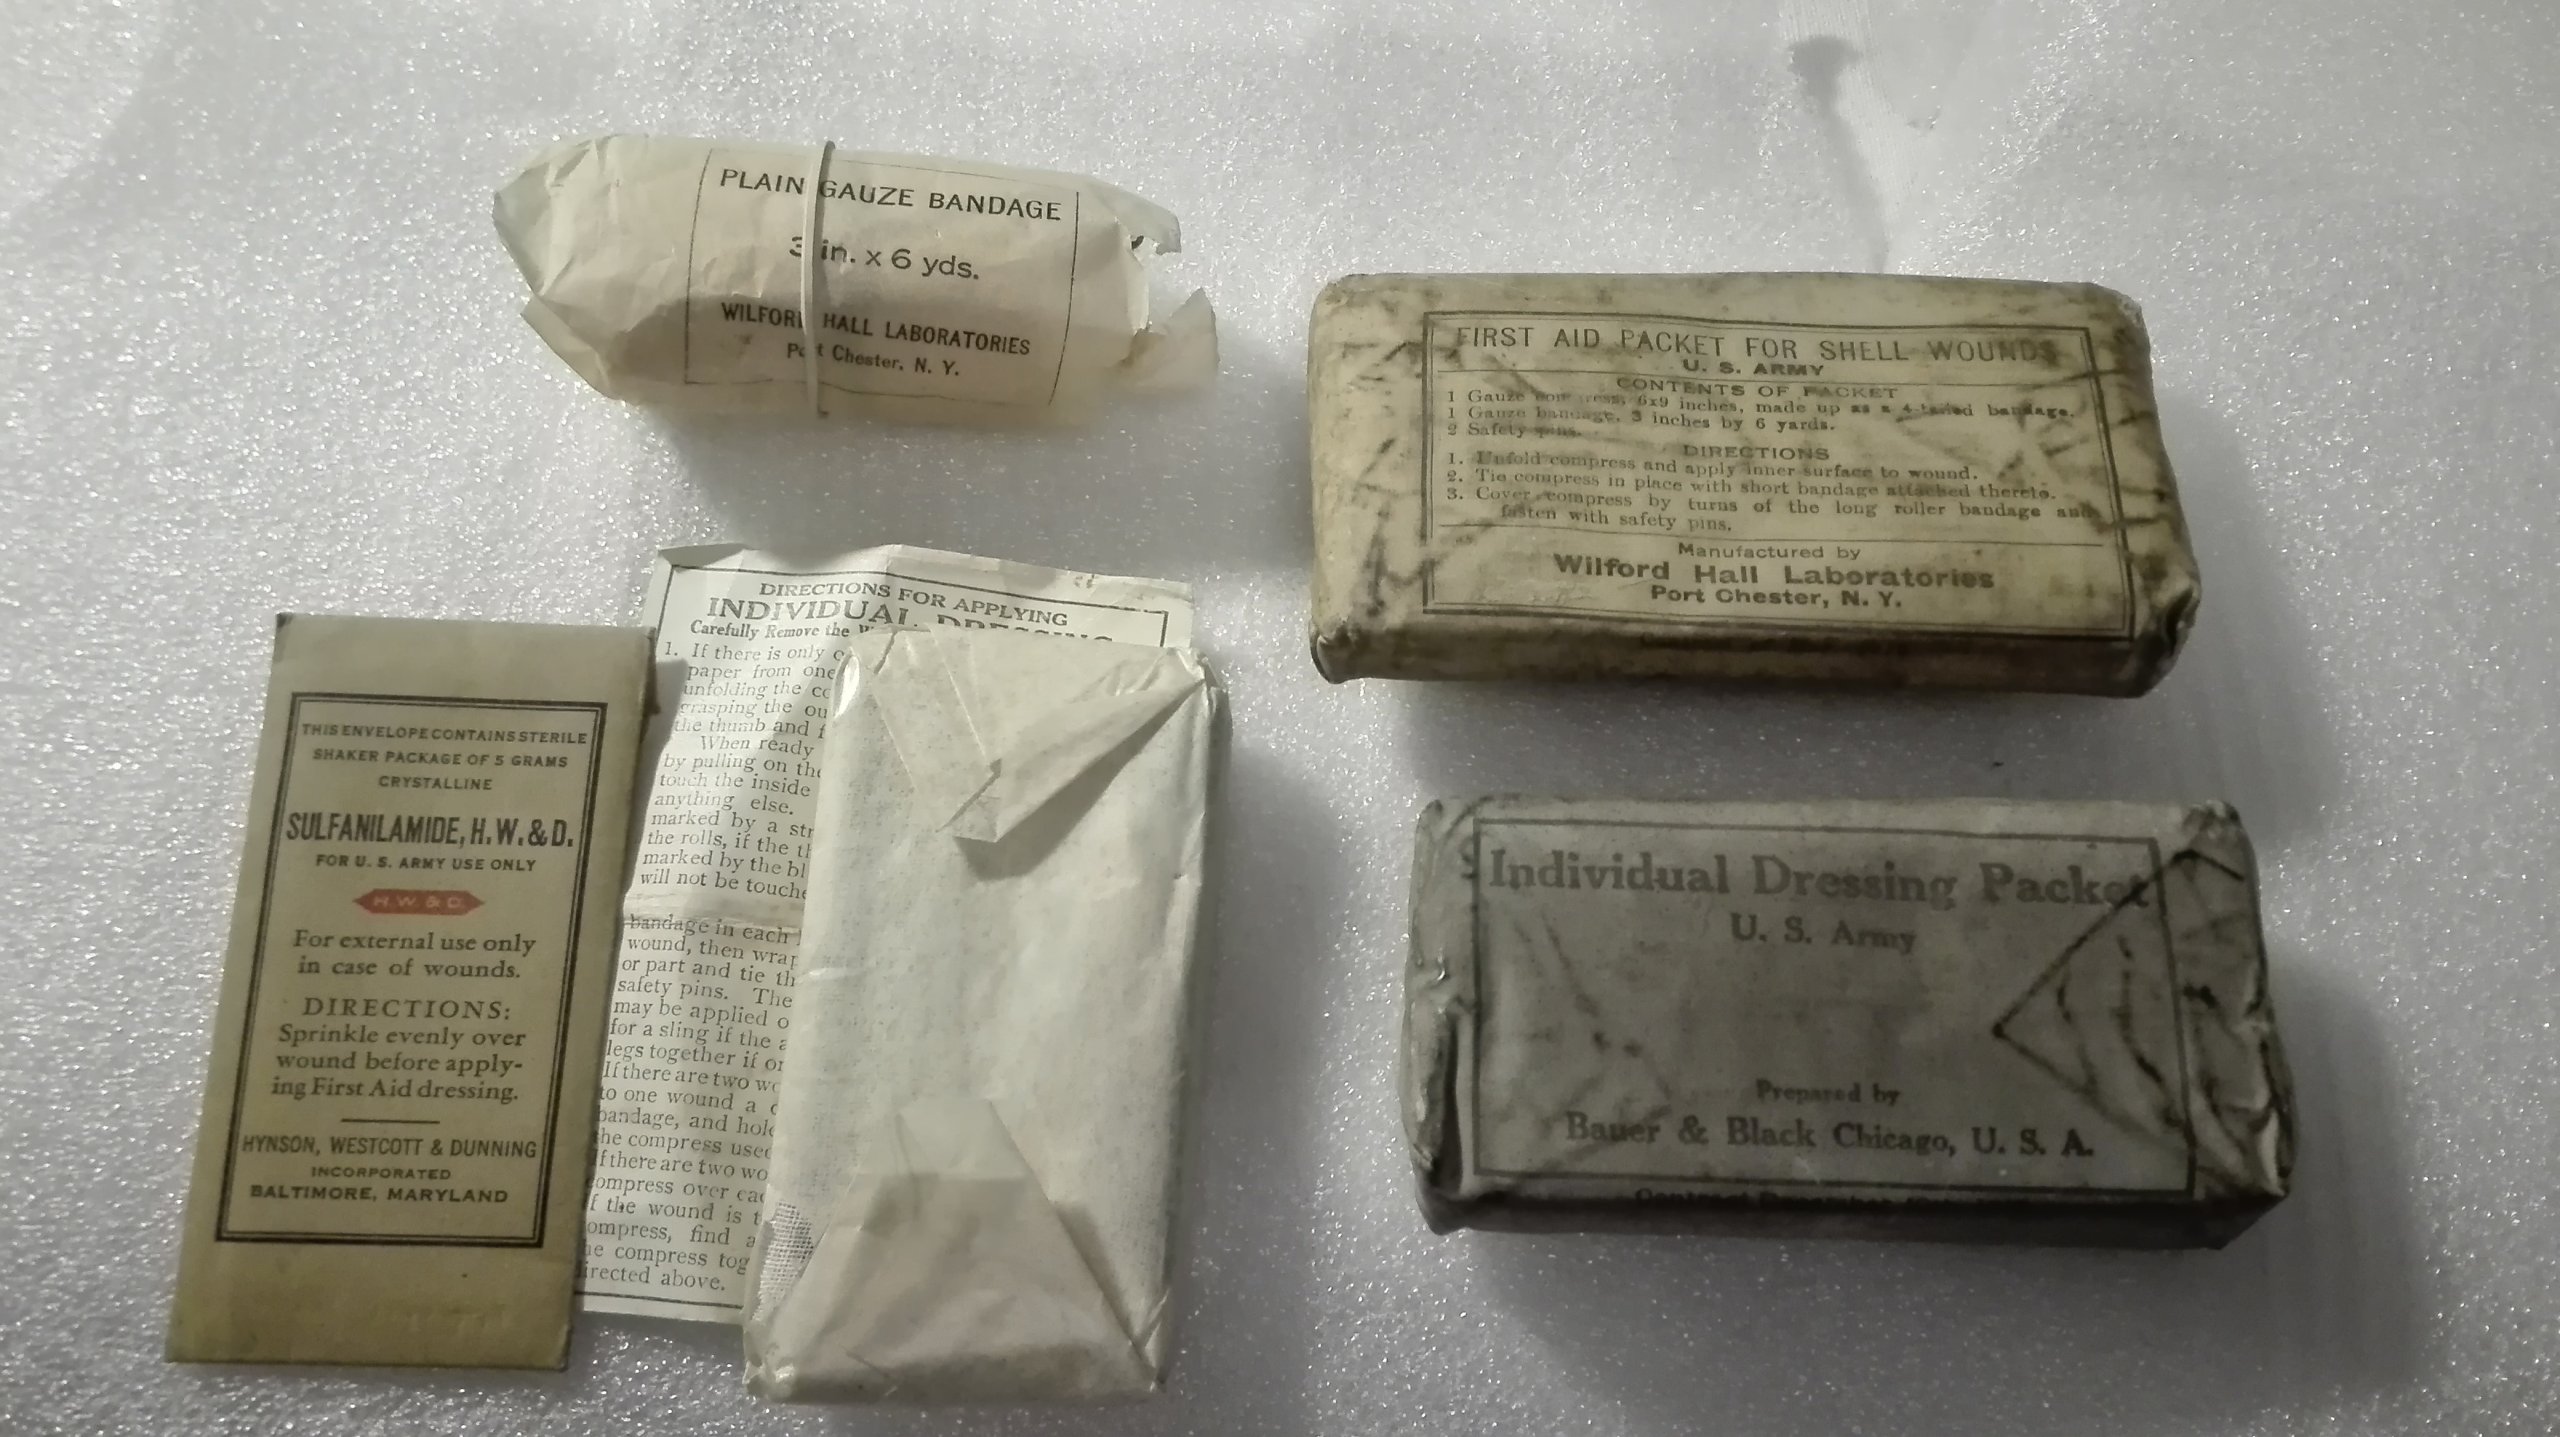 PLAIN GAUZE BANDAGE
3 in. x 6 yds.
WILFORD HALL LABORATORIES
Port Chester, N. Y.
FIRST AID PACKET FOR SHELL WOUNDS
U. S. ARMY
CONTENTS OF PACKET
1 Gauze compress, 6x9 inches, made up as a 4-tailed bandage.
1 Gauze bandage, 3 inches by 6 yards.
2 Safety pins.
DIRECTIONS
1. Unfold compress and apply inner surface to wound.
2. Tie compress in place with short bandage attached thereto.
3. Cover compress by turns of the long roller bandage and
fasten with safety pins.
Manufactured by
Wilford Hall Laboratories
Port Chester, N. Y.
THIS ENVELOPE CONTAINS STERILE
SHAKER PACKAGE OF 5 GRAMS
CRYSTALLINE
SULFANILAMIDE, H. W. & D.
FOR U. S. ARMY USE ONLY
H. W. & D.
For external use only
in case of wounds.
DIRECTIONS:
Sprinkle evenly over
wound before apply-
ing First Aid dressing.
HYNSON, WESTCOTT & DUNNING
INCORPORATED
BALTIMORE, MARYLAND
DIRECTIONS FOR APPLYING
INDIVIDUAL DRESSING
Carefully Remove the
1. If there is only
paper from one
unfolding the
grasping the
the thumb and
When ready
by pulling on
touch the inside
anything else.
marked by a
the rolls, if the
marked by the
will not be
bandage in each
wound, then
or part and tie
safety pins. The
may be applied
for a sling if the
legs together if
If there are two
to one wound a
bandage, and
the compress
If there are two
compress over
if the wound is
compress, find a
the compress
directed above.
Individual Dressing Packet
U. S. Army
Prepared by
Bauer & Black Chicago, U. S. A.